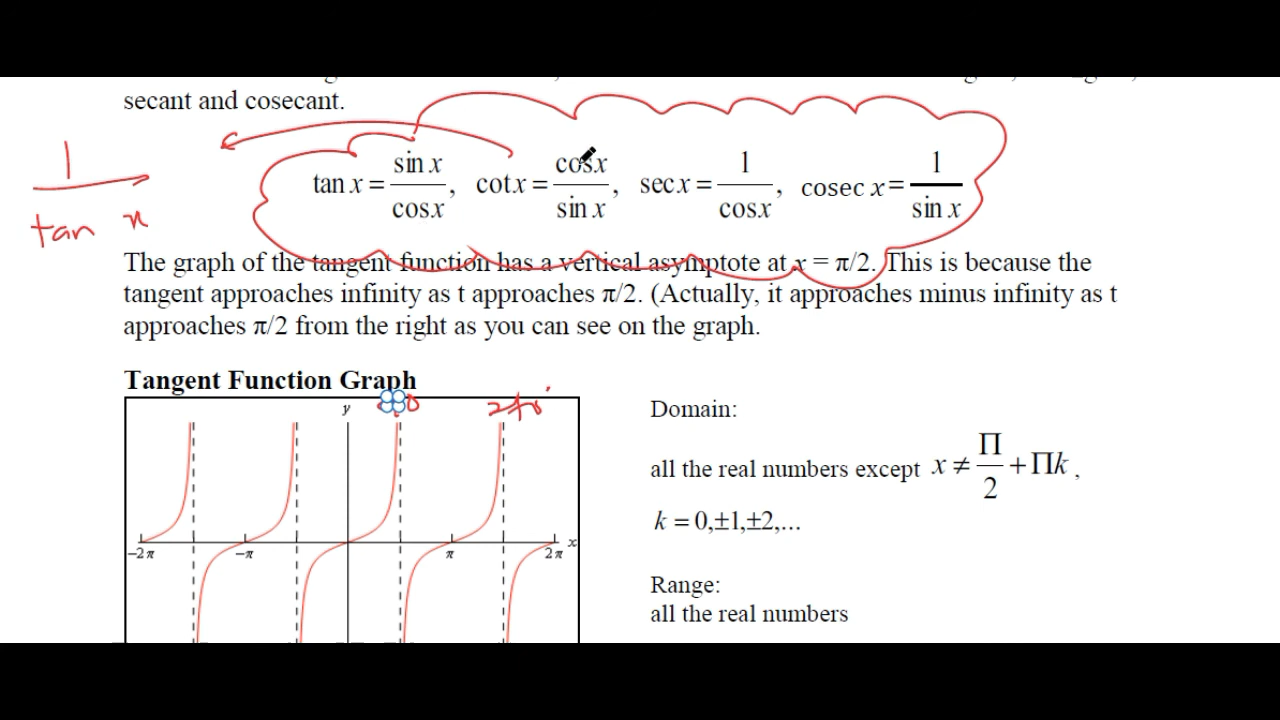 secant and cosecant.
1
tan x
tan x = sin x / cos x , cot x = cos x / sin x , sec x = 1 / cos x , cosec x = 1 / sin x
The graph of the tangent function has a vertical asymptote at x = π/2. This is because the
tangent approaches infinity as t approaches π/2. (Actually, it approaches minus infinity as t
approaches π/2 from the right as you can see on the graph.
Tangent Function Graph
y
−2π −π π 2π x
Domain:
all the real numbers except x ≠ Π/2 + Πk ,
k = 0,±1,±2,...
Range:
all the real numbers